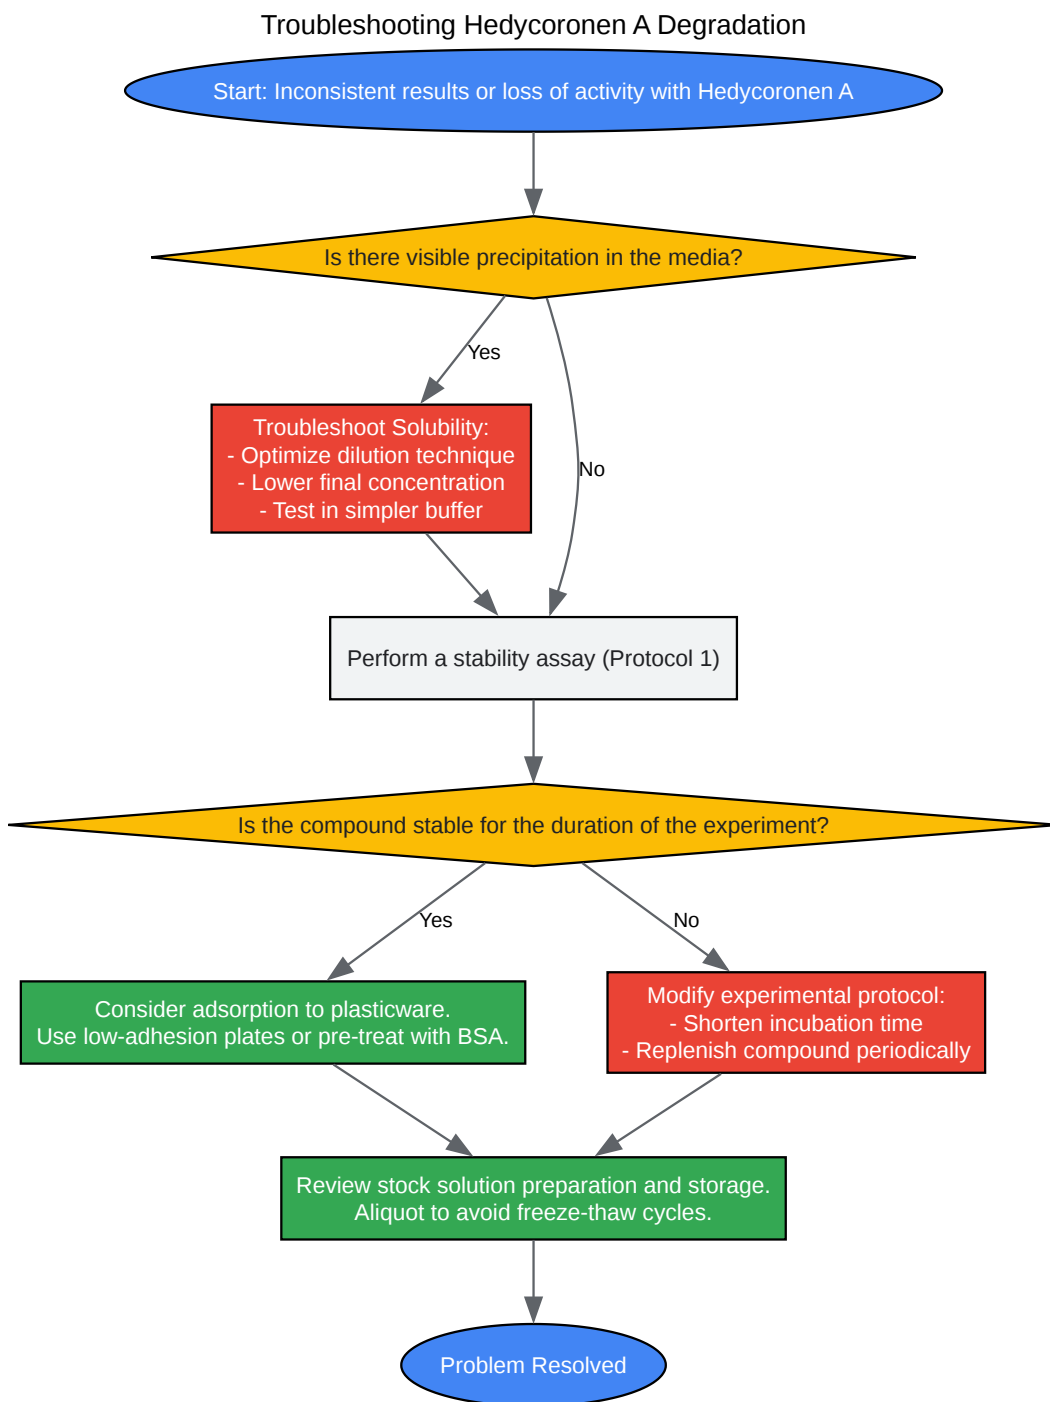 Troubleshooting Hedycoronen A Degradation
Start: Inconsistent results or loss of activity with Hedycoronen A
Is there visible precipitation in the media?
Yes
Troubleshoot Solubility:
- Optimize dilution technique
- Lower final concentration
- Test in simpler buffer
No
Perform a stability assay (Protocol 1)
Is the compound stable for the duration of the experiment?
Yes
No
Consider adsorption to plasticware.
Use low-adhesion plates or pre-treat with BSA.
Modify experimental protocol:
- Shorten incubation time
- Replenish compound periodically
Review stock solution preparation and storage.
Aliquot to avoid freeze-thaw cycles.
Problem Resolved